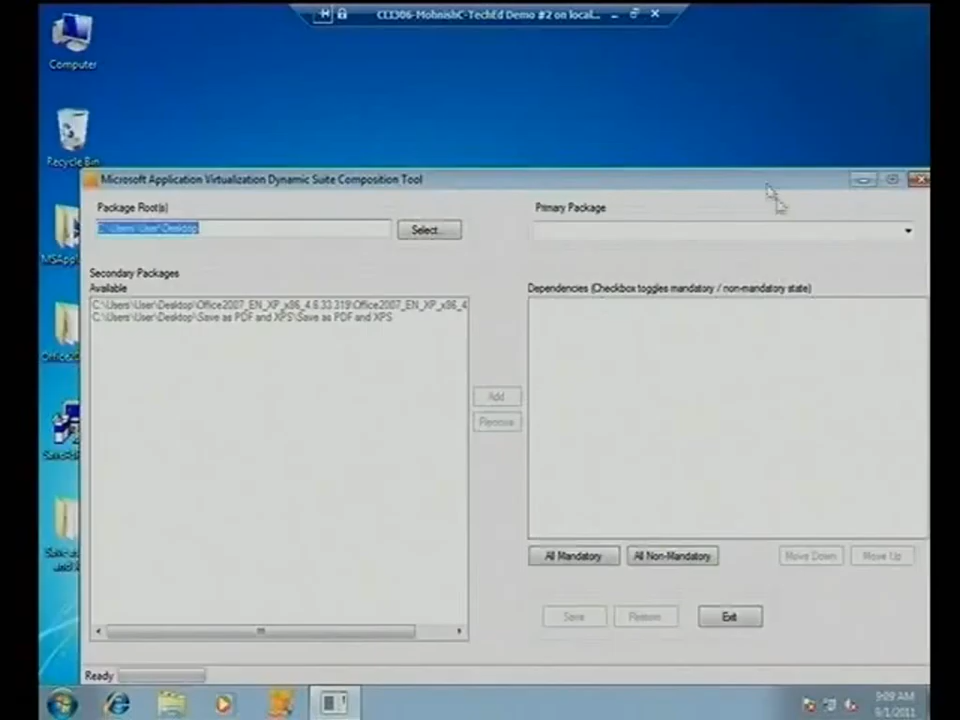 CLI306-MohnishC-TechEd Demo #2 on local...
Computer
Recycle Bin
Microsoft Application Virtualization Dynamic Suite Composition Tool
Package Root(s)
C:\Users\User\Desktop
Select...
Primary Package
Secondary Packages
Available
Dependencies (Checkbox toggles mandatory / non-mandatory state)
C:\Users\User\Desktop\Office2007_EN_XP_x86_4.6.33.319\Office2007_EN_XP_x86_4
C:\Users\User\Desktop\Save as PDF and XPS\Save as PDF and XPS
Add
Remove
All Mandatory
All Non-Mandatory
Move Down
Move Up
Save
Exit
Ready
9:09 AM
9/1/2011